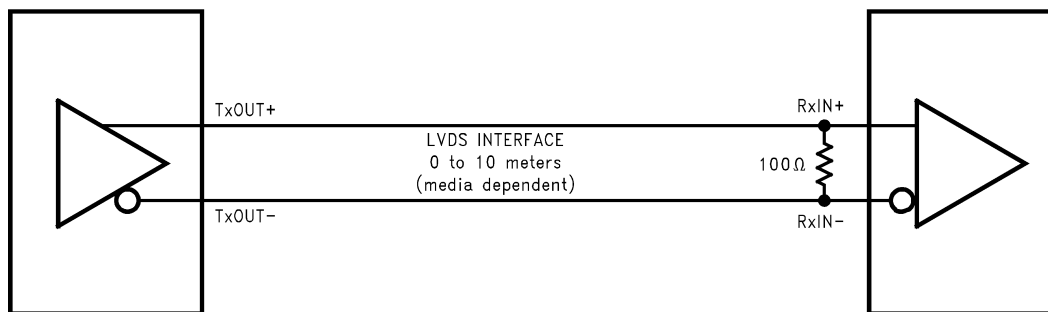 TxOUT+
RxIN+
LVDS INTERFACE
0 to 10 meters
(media dependent)
100Ω
TxOUT−
RxIN−